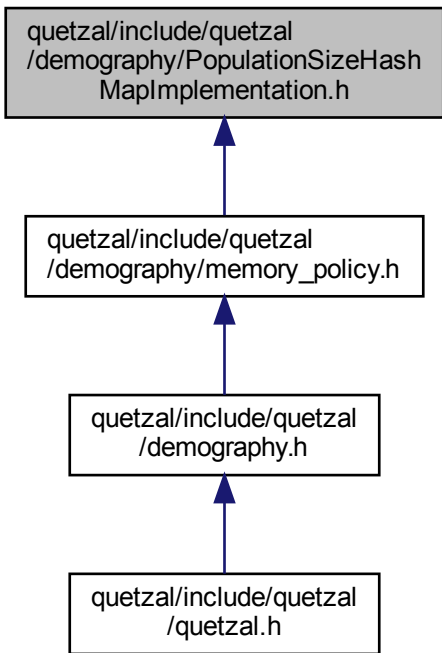 quetzal/include/quetzal
/demography/PopulationSizeHash
MapImplementation.h
quetzal/include/quetzal
/demography/memory_policy.h
quetzal/include/quetzal
/demography.h
quetzal/include/quetzal
/quetzal.h